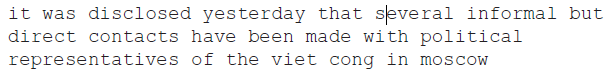 it was disclosed yesterday that several informal but
direct contacts have been made with political
representatives of the viet cong in moscow